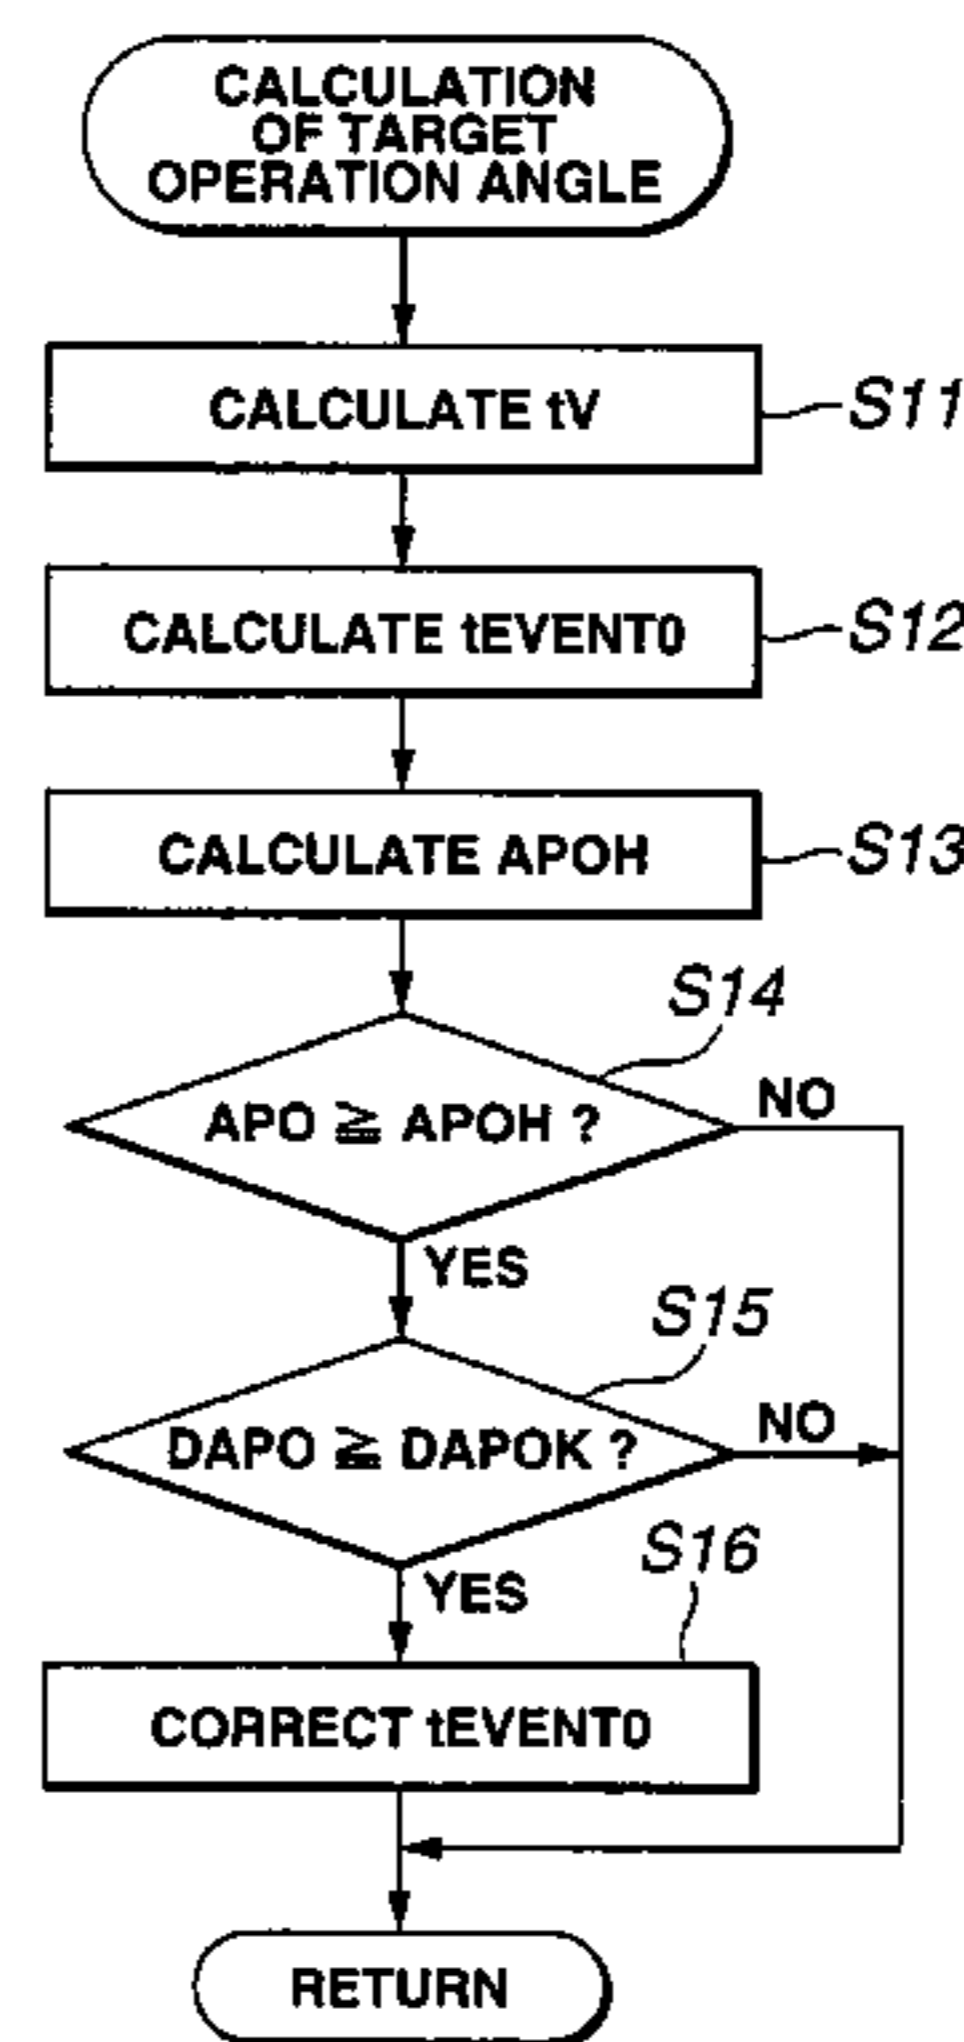 CALCULATION
OF TARGET
OPERATION ANGLE
CALCULATE tV
S11
CALCULATE tEVENT0
S12
CALCULATE APOH
S13
S14
APO ≧ APOH ?
NO
YES
S15
DAPO ≧ DAPOK ?
NO
YES
S16
CORRECT tEVENT0
RETURN